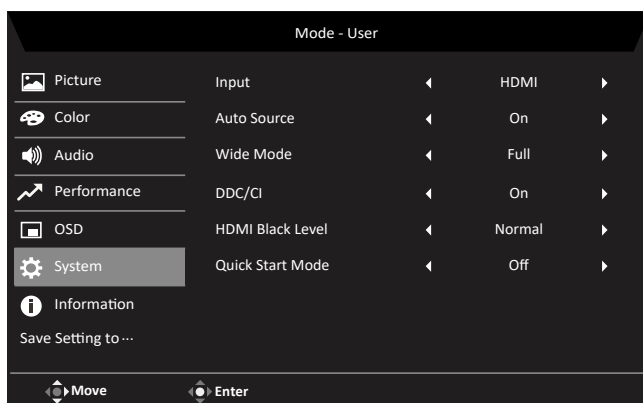 Mode - User
Picture
Input HDMI
Color
Auto Source On
Audio
Wide Mode Full
Performance
DDC/CI On
OSD
HDMI Black Level Normal
System
Quick Start Mode Off
Information
Save Setting to ···
Move Enter